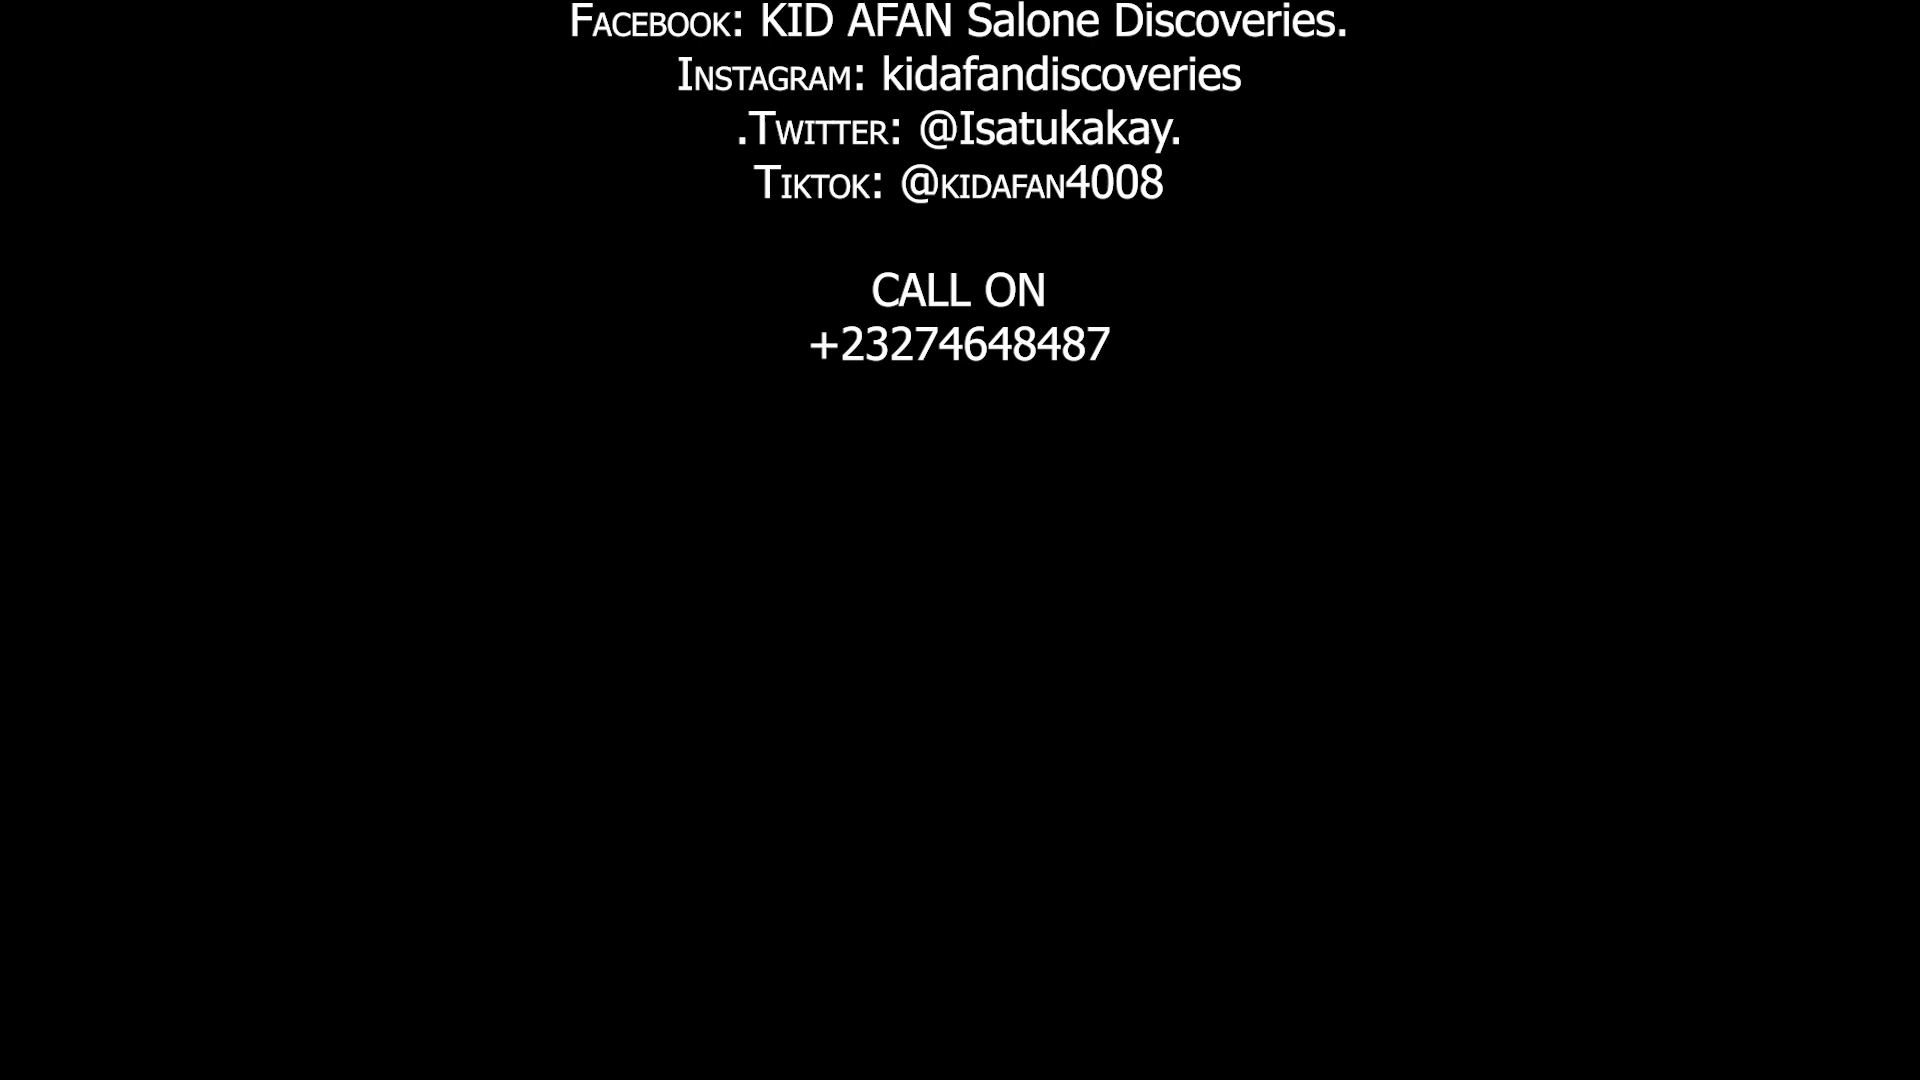 Facebook: KID AFAN Salone Discoveries.
Instagram: kidafandiscoveries
.Twitter: @Isatukakay.
Tiktok: @kidafan4008
CALL ON
+23274648487